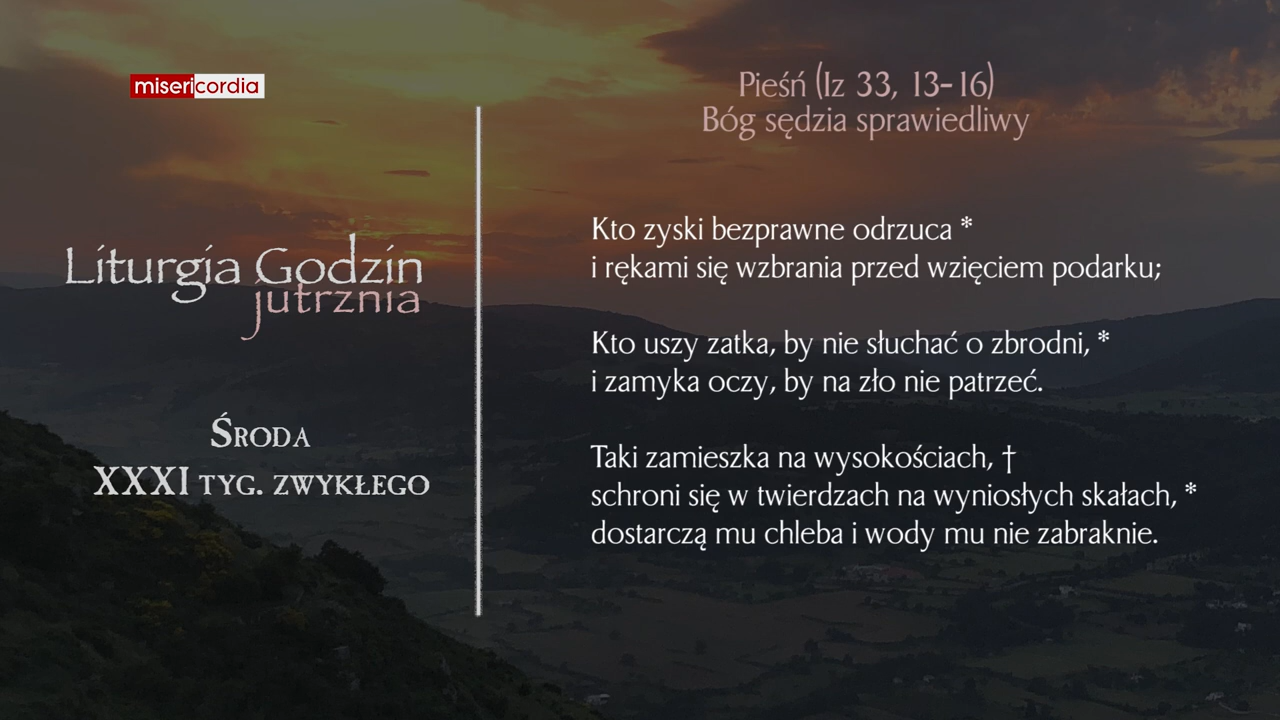 misericordia
Liturgia Godzin
jutrznia
Środa
XXXI tyg. zwykłego
Pieśń (Iz 33, 13-16)
Bóg sędzia sprawiedliwy
Kto zyski bezprawne odrzuca *
i rękami się wzbrania przed wzięciem podarku;
Kto uszy zatka, by nie słuchać o zbrodni, *
i zamyka oczy, by na zło nie patrzeć.
Taki zamieszka na wysokościach, †
schroni się w twierdzach na wyniosłych skałach, *
dostarczą mu chleba i wody mu nie zabraknie.